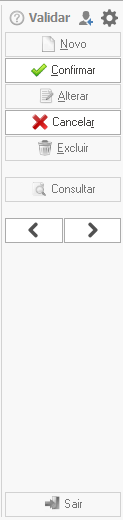 Validar
Novo
Confirmar
Alterar
Cancelar
Excluir
Consultar
Sair